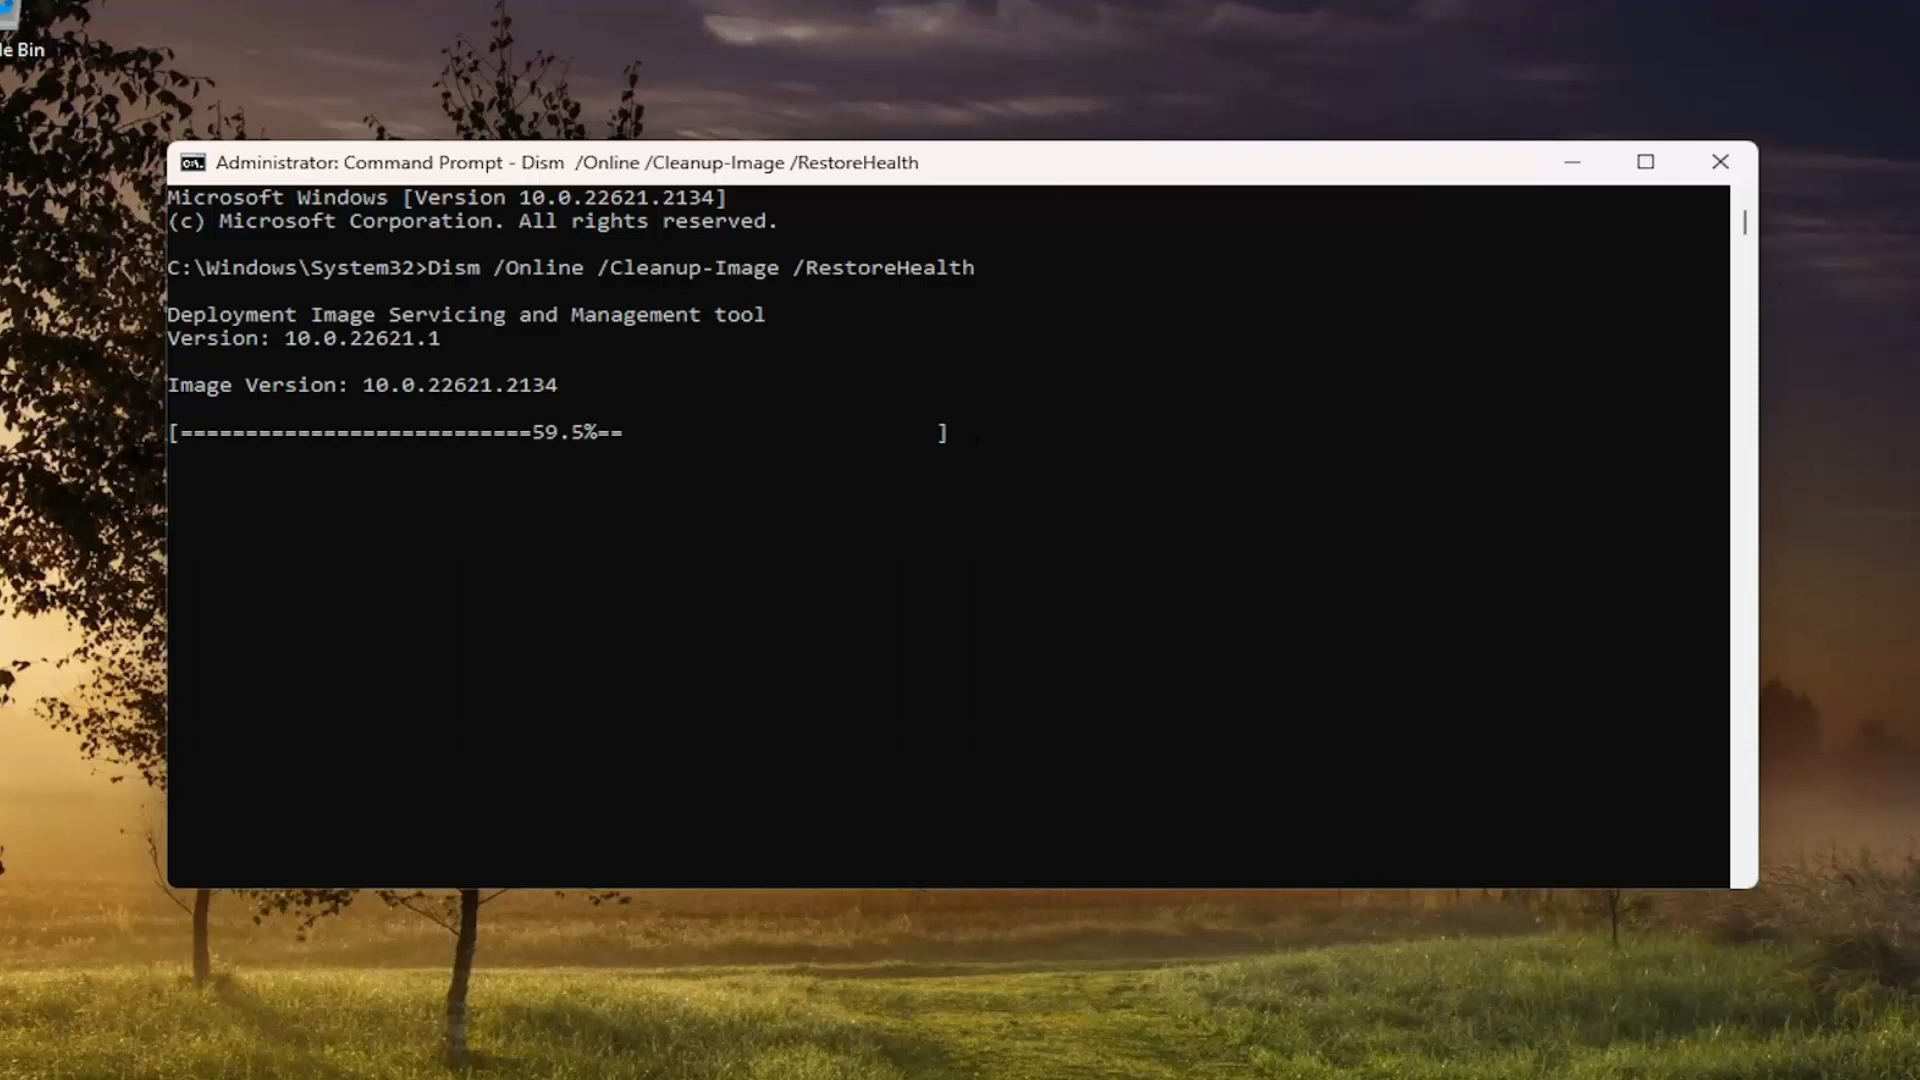 le Bin
Administrator: Command Prompt - Dism  /Online /Cleanup-Image /RestoreHealth
Microsoft Windows [Version 10.0.22621.2134]
(c) Microsoft Corporation. All rights reserved.
C:\Windows\System32>Dism /Online /Cleanup-Image /RestoreHealth
Deployment Image Servicing and Management tool
Version: 10.0.22621.1
Image Version: 10.0.22621.2134
[===========================59.5%==                        ]